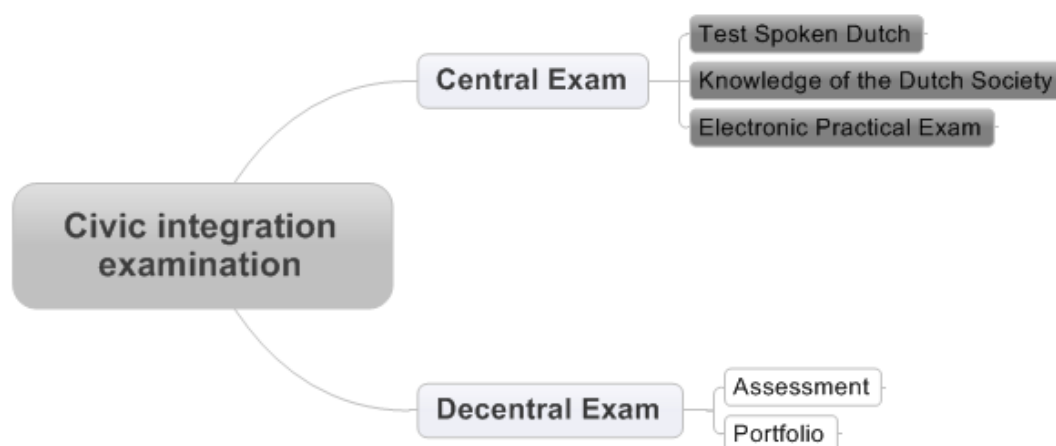 Test Spoken Dutch
Central Exam
Knowledge of the Dutch Society
Electronic Practical Exam
Civic integration
examination
Assessment
Decentral Exam
Portfolio